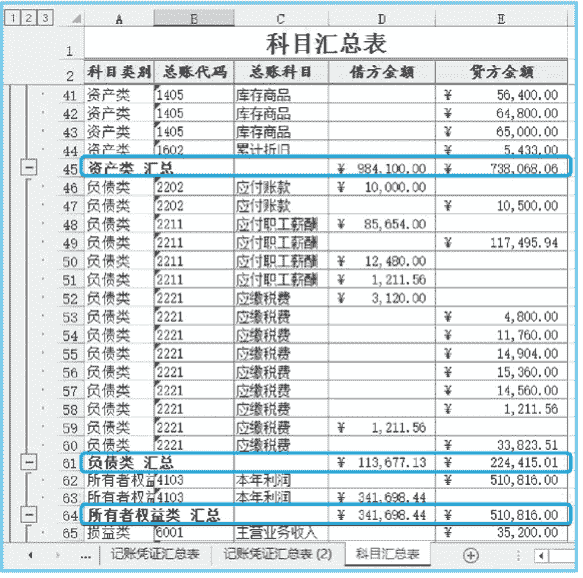 1 2 3 A B C D E
1 科目汇总表
2 科目类别 总账代码 总账科目 借方金额 贷方金额
41 资产类 1405 库存商品 ¥ 56,400.00
42 资产类 1405 库存商品 ¥ 64,800.00
43 资产类 1405 库存商品 ¥ 65,000.00
44 资产类 1602 累计折旧 ¥ 5,433.00
45 资产类 汇总 ¥ 984,100.00 ¥ 738,068.06
46 负债类 2202 应付账款 ¥ 10,000.00
47 负债类 2202 应付账款 ¥ 10,500.00
48 负债类 2211 应付职工薪酬 ¥ 85,654.00
49 负债类 2211 应付职工薪酬 ¥ 117,495.94
50 负债类 2211 应付职工薪酬 ¥ 12,480.00
51 负债类 2211 应付职工薪酬 ¥ 1,211.56
52 负债类 2221 应缴税费 ¥ 3,120.00
53 负债类 2221 应缴税费 ¥ 4,800.00
54 负债类 2221 应缴税费 ¥ 11,760.00
55 负债类 2221 应缴税费 ¥ 14,904.00
56 负债类 2221 应缴税费 ¥ 15,360.00
57 负债类 2221 应缴税费 ¥ 14,560.00
58 负债类 2221 应缴税费 ¥ 1,211.56
59 负债类 2221 应缴税费 ¥ 1,211.56
60 负债类 2221 应缴税费 ¥ 33,823.51
61 负债类 汇总 ¥ 113,677.13 ¥ 224,415.01
62 所有者权益 4103 本年利润 ¥ 510,816.00
63 所有者权益 4103 本年利润 ¥ 341,698.44
64 所有者权益类 汇总 ¥ 341,698.44 ¥ 510,816.00
65 损益类 6001 主营业务收入 ¥ 35,200.00
... 记账凭证汇总表 记账凭证汇总表 (2) 科目汇总表